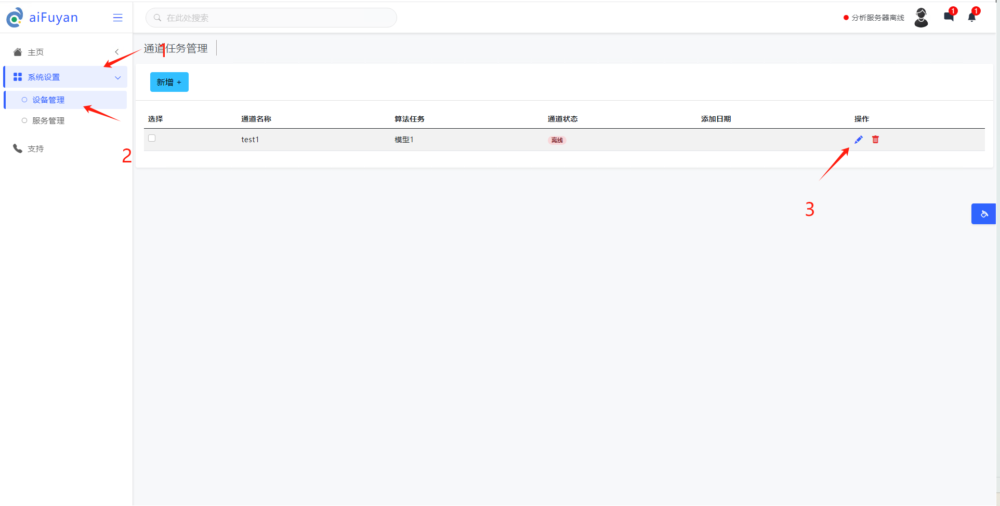 aiFuyan
在此处搜索
分析服务器离线
1
1
主页
系统设置
设备管理
服务管理
支持
1
2
通道任务管理
新增 +
选择 通道名称 算法任务 通道状态 添加日期 操作
test1 模型1 离线
3